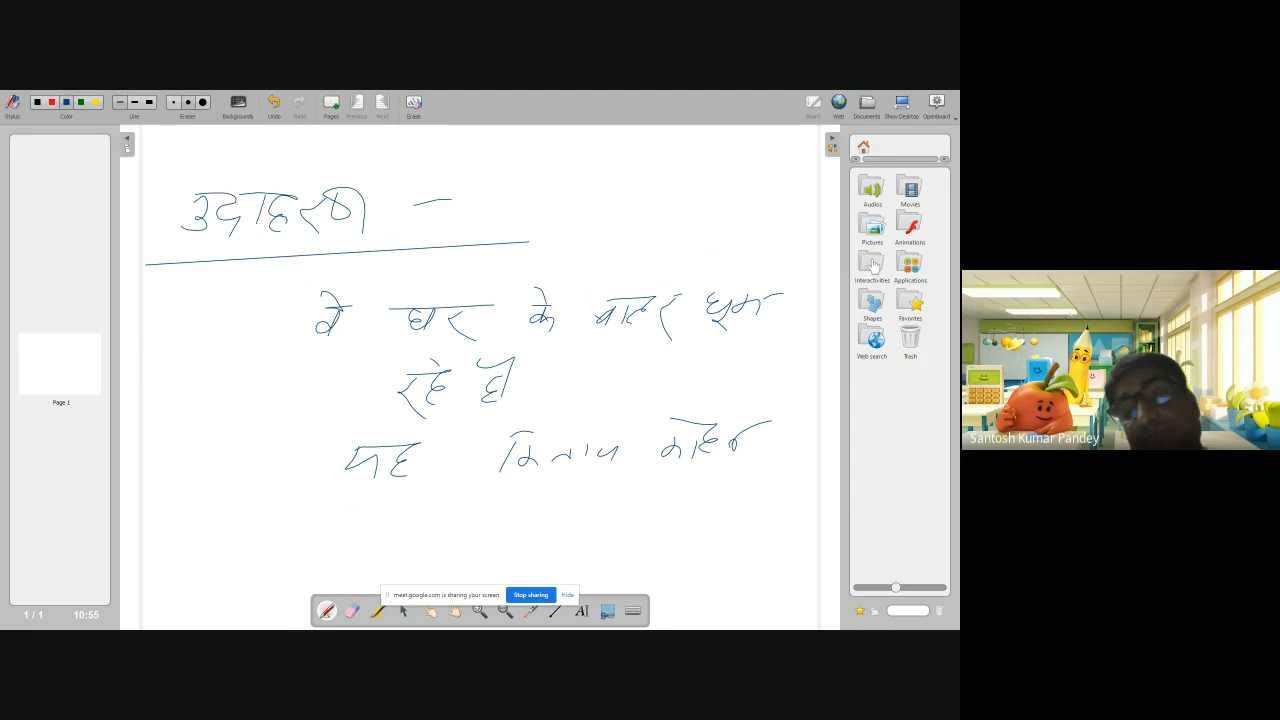 Stylus Color Line Eraser Backgrounds Undo Redo Pages Previous Next Erase Board Web Documents Show Desktop OpenBoard
उदाहरण –
वे घर के बाहर घूम
रहे हैं
यह किताब मोहन
Page 1
1 / 1 10:55
Audios Movies
Pictures Animations
Interactivities Applications
Shapes Favorites
Web search Trash
meet.google.com is sharing your screen. Stop sharing Hide
Santosh Kumar Pandey